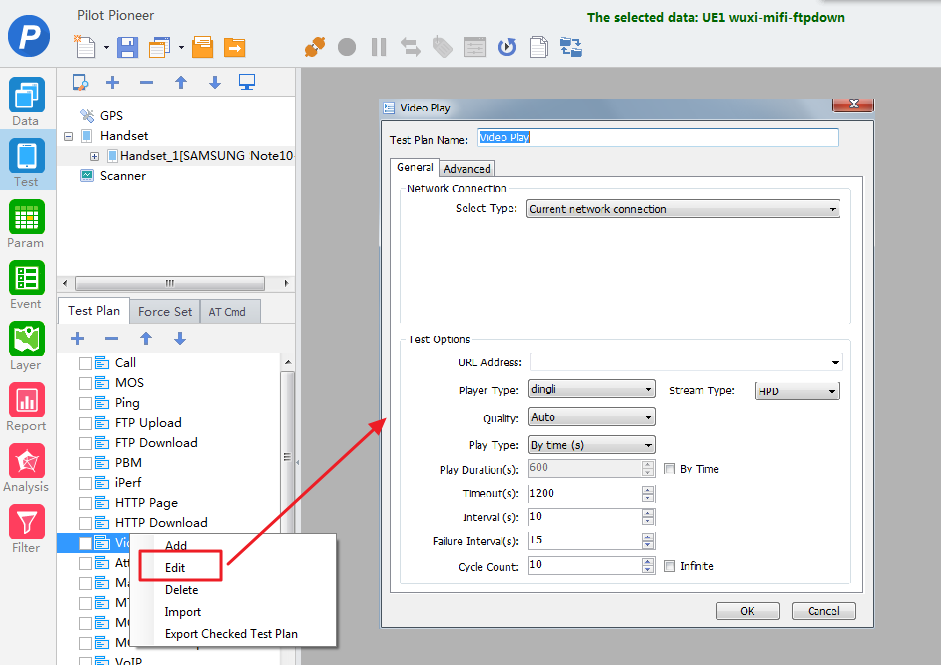 Pilot Pioneer
The selected data: UE1 wuxi-mifi-ftpdown
Data
Test
Param
Event
Layer
Report
Analysis
Filter
GPS
Handset
Handset_1[SAMSUNG Note10
Scanner
Test Plan
Force Set
AT Cmd
Call
MOS
Ping
FTP Upload
FTP Download
PBM
iPerf
HTTP Page
HTTP Download
Vi
At
Ma
MT
MO
MO
VoIP
Add
Edit
Delete
Import
Export Checked Test Plan
Video Play
Test Plan Name: Video Play
General Advanced
Network Connection
Select Type: Current network connection
Test Options
URL Address:
Player Type: dingli Stream Type: HPD
Quality: Auto
Play Type: By time (s)
Play Duration(s): 600 By Time
Timeout(s): 1200
Interval (s): 10
Failure Interval(s): 15
Cycle Count: 10 Infinite
OK Cancel